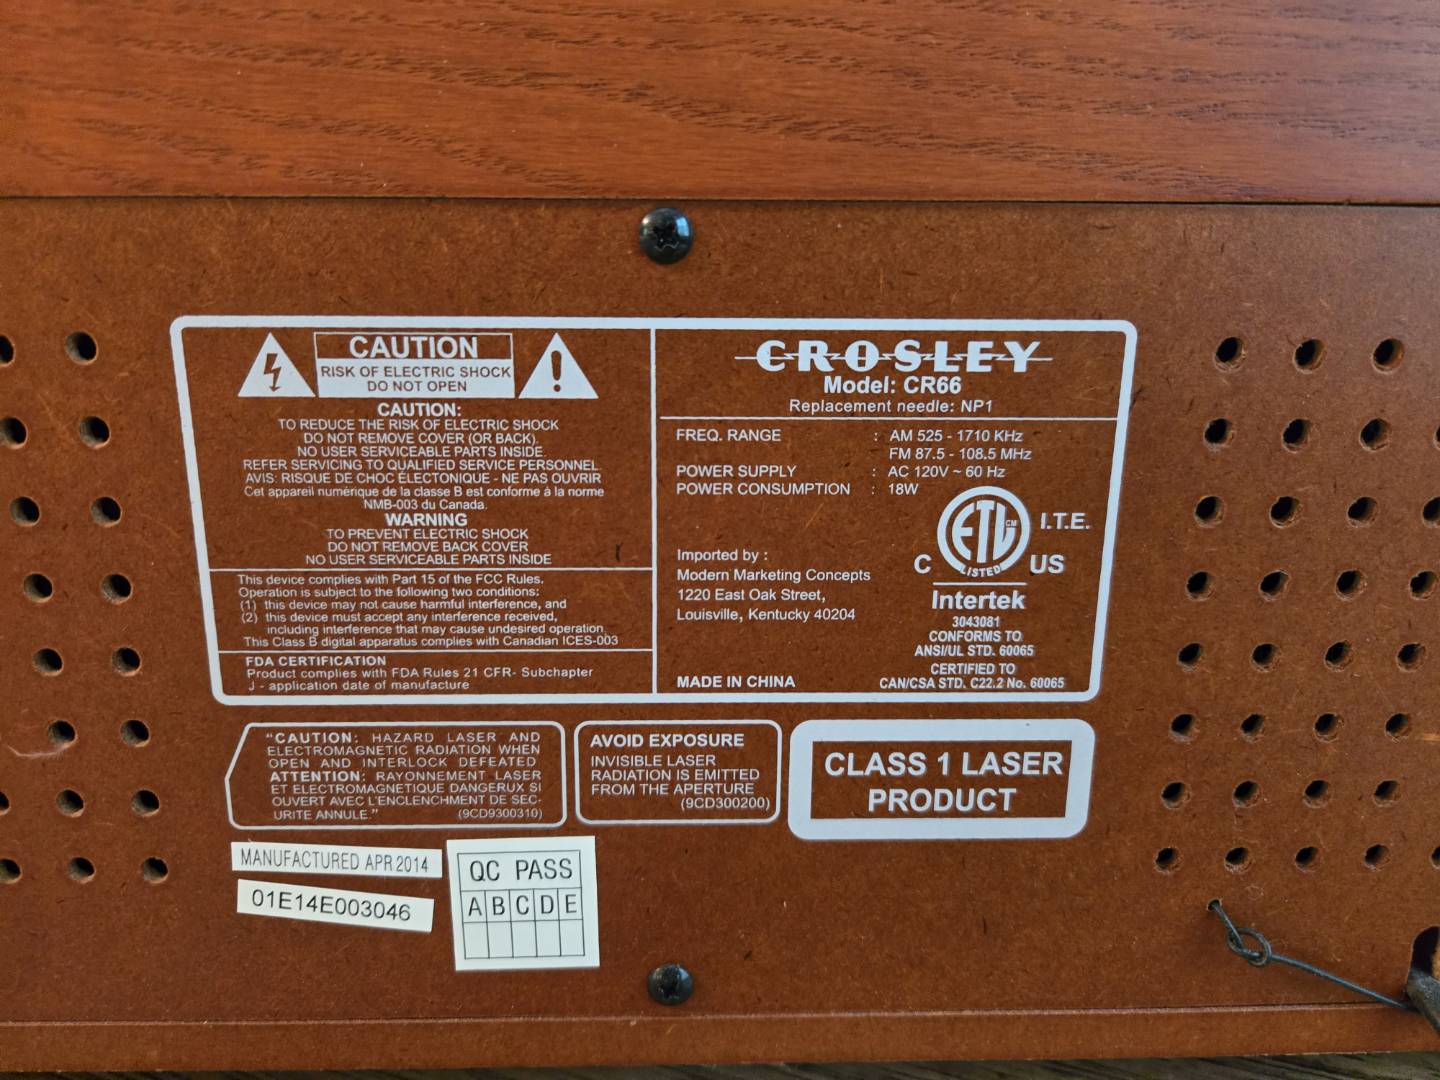 CAUTION
RISK OF ELECTRIC SHOCK
DO NOT OPEN
CAUTION:
TO REDUCE THE RISK OF ELECTRIC SHOCK
DO NOT REMOVE COVER (OR BACK).
NO USER SERVICEABLE PARTS INSIDE.
REFER SERVICING TO QUALIFIED SERVICE PERSONNEL.
AVIS: RISQUE DE CHOC ÉLECTONIQUE - NE PAS OUVRIR
Cet appareil numérique de la classe B est conforme à la norme
NMB-003 du Canada.
WARNING
TO PREVENT ELECTRIC SHOCK
DO NOT REMOVE BACK COVER
NO USER SERVICEABLE PARTS INSIDE
This device complies with Part 15 of the FCC Rules.
Operation is subject to the following two conditions:
(1) this device may not cause harmful interference, and
(2) this device must accept any interference received,
including interference that may cause undesired operation.
This Class B digital apparatus complies with Canadian ICES-003
FDA CERTIFICATION
Product complies with FDA Rules 21 CFR- Subchapter
J - application date of manufacture
CROSLEY
Model: CR66
Replacement needle: NP1
FREQ. RANGE : AM 525 - 1710 KHz
FM 87.5 - 108.5 MHz
POWER SUPPLY : AC 120V ~ 60 Hz
POWER CONSUMPTION : 18W
Imported by :
Modern Marketing Concepts
1220 East Oak Street,
Louisville, Kentucky 40204
MADE IN CHINA
ETL CM
LISTED
I.T.E.
C US
Intertek
3043081
CONFORMS TO
ANSI/UL STD. 60065
CERTIFIED TO
CAN/CSA STD. C22.2 No. 60065
"CAUTION: HAZARD LASER AND
ELECTROMAGNETIC RADIATION WHEN
OPEN AND INTERLOCK DEFEATED
ATTENTION: RAYONNEMENT LASER
ET ELECTROMAGNETIQUE DANGERUX SI
OUVERT AVEC L'ENCLENCHMENT DE SEC-
URITE ANNULE." (9CD9300310)
AVOID EXPOSURE
INVISIBLE LASER
RADIATION IS EMITTED
FROM THE APERTURE
(9CD300200)
CLASS 1 LASER
PRODUCT
MANUFACTURED APR 2014
01E14E003046
QC PASS
A B C D E